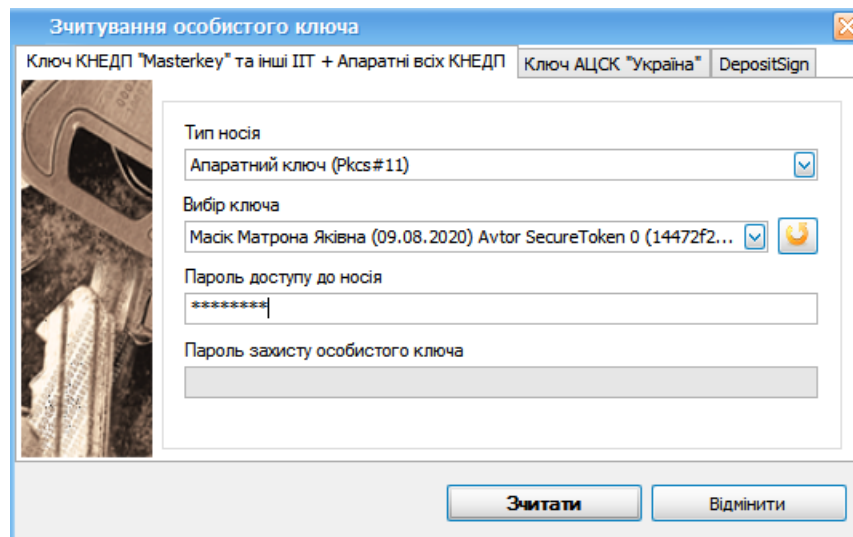 Зчитування особистого ключа
Ключ КНЕДП "Masterkey" та інші ІІТ + Апаратні всіх КНЕДП
Ключ АЦСК "Україна"
DepositSign
Тип носія
Апаратний ключ (Pkcs#11)
Вибір ключа
Масік Матрона Яківна (09.08.2020) Avtor SecureToken 0 (14472f2...
Пароль доступу до носія
********
Пароль захисту особистого ключа
Зчитати
Відмінити